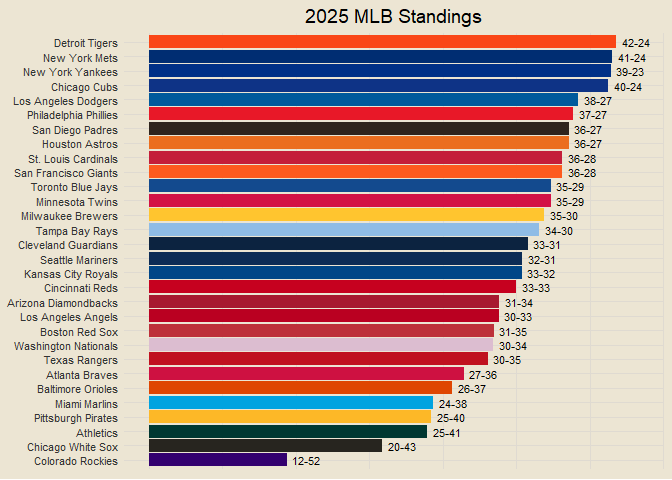 2025 MLB Standings
Detroit Tigers 42-24
New York Mets 41-24
New York Yankees 39-23
Chicago Cubs 40-24
Los Angeles Dodgers 38-27
Philadelphia Phillies 37-27
San Diego Padres 36-27
Houston Astros 36-27
St. Louis Cardinals 36-28
San Francisco Giants 36-28
Toronto Blue Jays 35-29
Minnesota Twins 35-29
Milwaukee Brewers 35-30
Tampa Bay Rays 34-30
Cleveland Guardians 33-31
Seattle Mariners 32-31
Kansas City Royals 33-32
Cincinnati Reds 33-33
Arizona Diamondbacks 31-34
Los Angeles Angels 30-33
Boston Red Sox 31-35
Washington Nationals 30-34
Texas Rangers 30-35
Atlanta Braves 27-36
Baltimore Orioles 26-37
Miami Marlins 24-38
Pittsburgh Pirates 25-40
Athletics 25-41
Chicago White Sox 20-43
Colorado Rockies 12-52